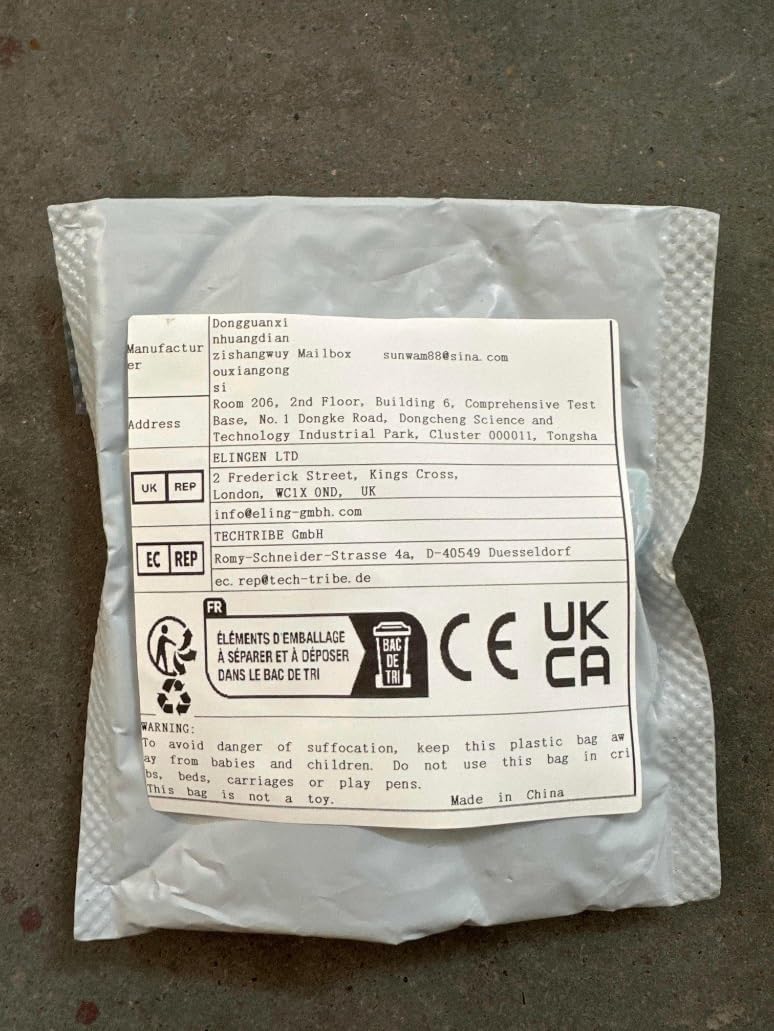 Manufactur
er
Dongguanxi
nhuangdian
zishangwuy Mailbox sunwam88@sina.com
ouxiangong
si
Address
Room 206, 2nd Floor, Building 6, Comprehensive Test
Base, No.1 Dongke Road, Dongcheng Science and
Technology Industrial Park, Cluster 000011, Tongsha
UK REP
ELINGEN LTD
2 Frederick Street, Kings Cross,
London, WC1X 0ND, UK
info@eling-gmbh.com
EC REP
TECHTRIBE GmbH
Romy-Schneider-Strasse 4a, D-40549 Duesseldorf
ec.rep@tech-tribe.de
FR
ÉLÉMENTS D'EMBALLAGE
À SÉPARER ET À DÉPOSER
DANS LE BAC DE TRI
BAC
DE
TRI
CE
UK
CA
WARNING:
To avoid danger of suffocation, keep this plastic bag aw
ay from babies and children. Do not use this bag in cri
bs, beds, carriages or play pens.
This bag is not a toy. Made in China